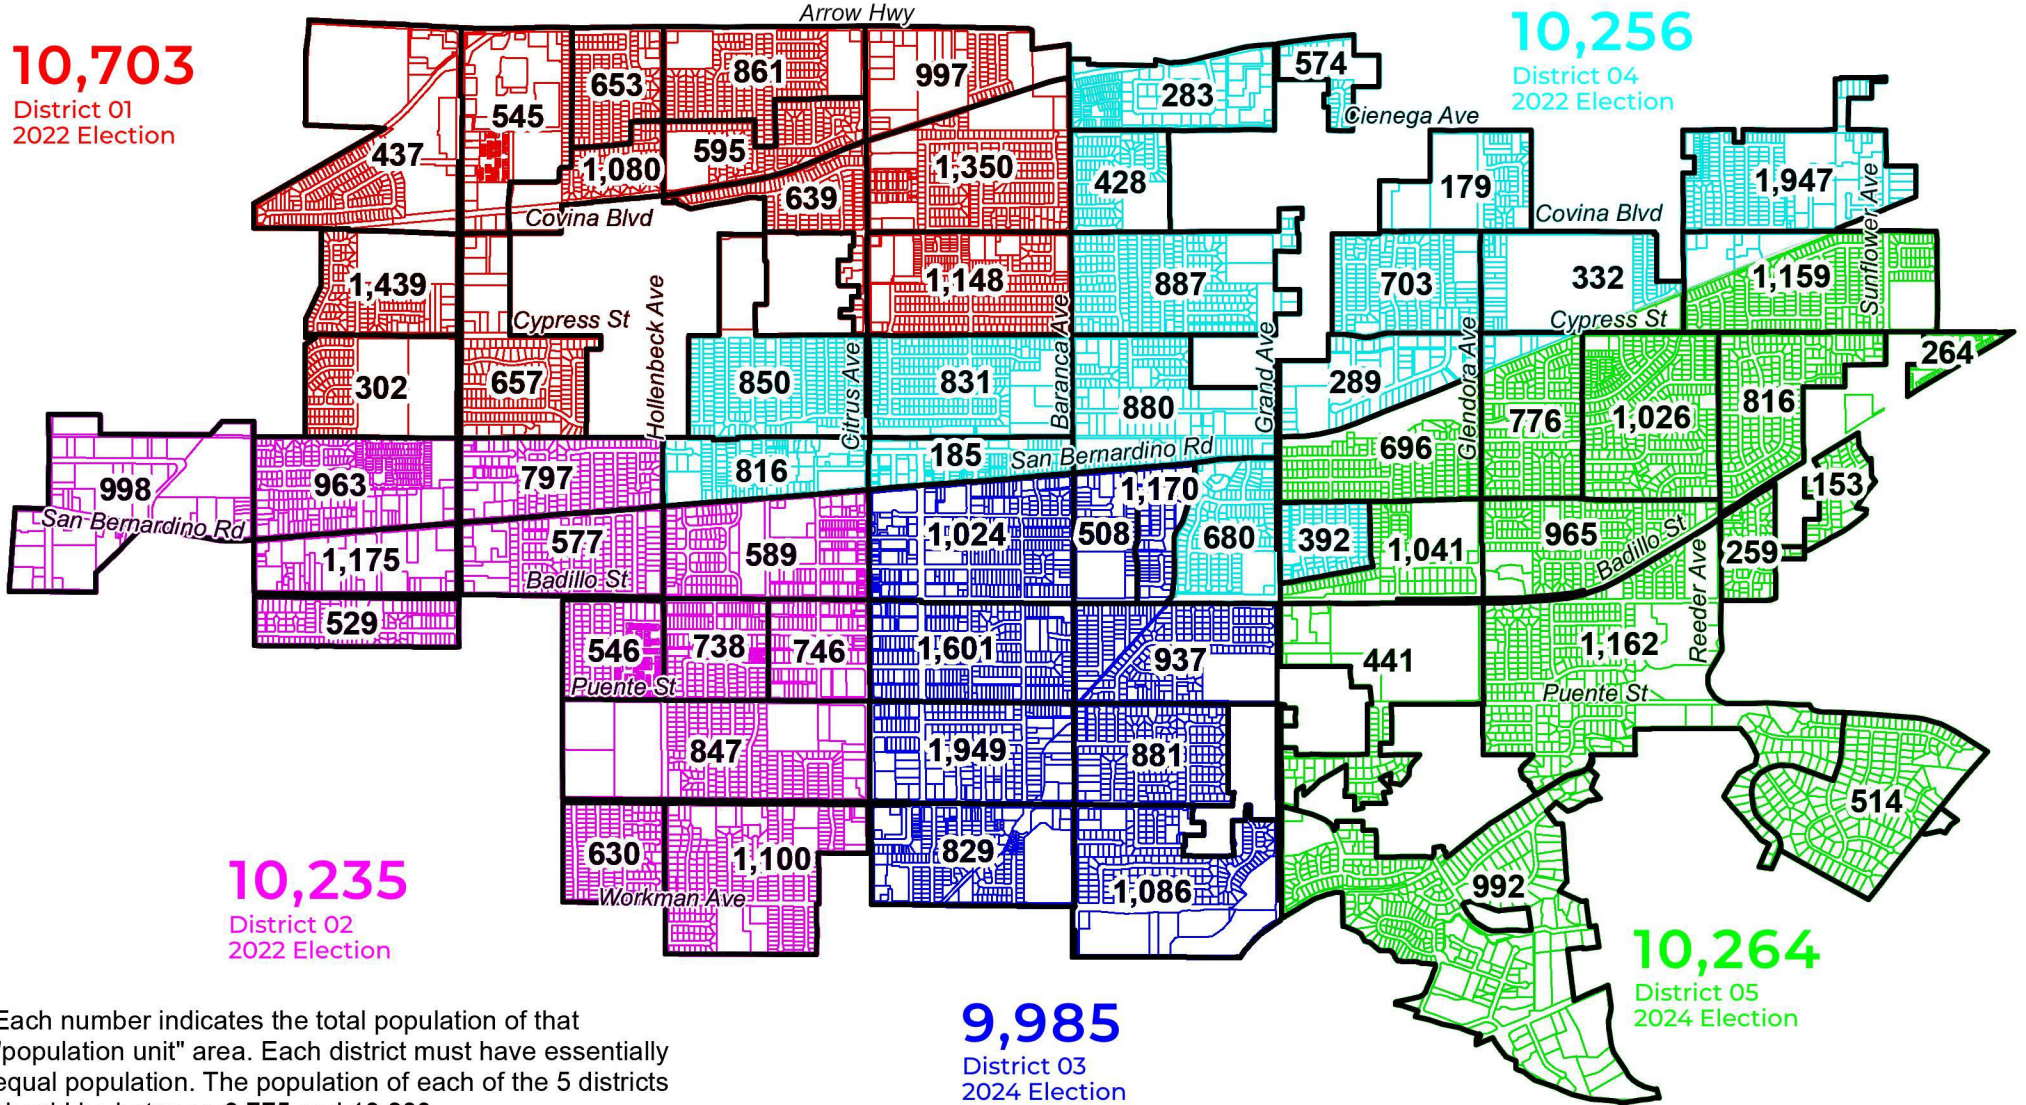 Arrow Hwy
10,703
District 01
2022 Election
10,256
District 04
2022 Election
574
653
861
997
283
545
Cienega Ave
437
1,080
595
639
1,350
428
179
1,947
Covina Blvd
Covina Blvd
Sunflower Ave
1,439
Hollenbeck Ave
1,148
887
703
332
1,159
Cypress St
Cypress St
302
657
850
Citrus Ave
831
Baranca Ave
880
Grand Ave
289
Glendora Ave
776
1,026
816
264
998
963
797
816
185
San Bernardino Rd
696
153
San Bernardino Rd
1,175
577
589
1,024
508
1,170
680
392
1,041
965
Badillo St
259
Badillo St
Reeder Ave
529
546
738
746
1,601
937
441
1,162
Puente St
Puente St
847
1,949
881
514
630
1,100
829
1,086
992
Workman Ave
10,235
District 02
2022 Election
10,264
District 05
2024 Election
9,985
District 03
2024 Election
Each number indicates the total population of that
"population unit" area. Each district must have essentially
equal population. The population of each of the 5 districts